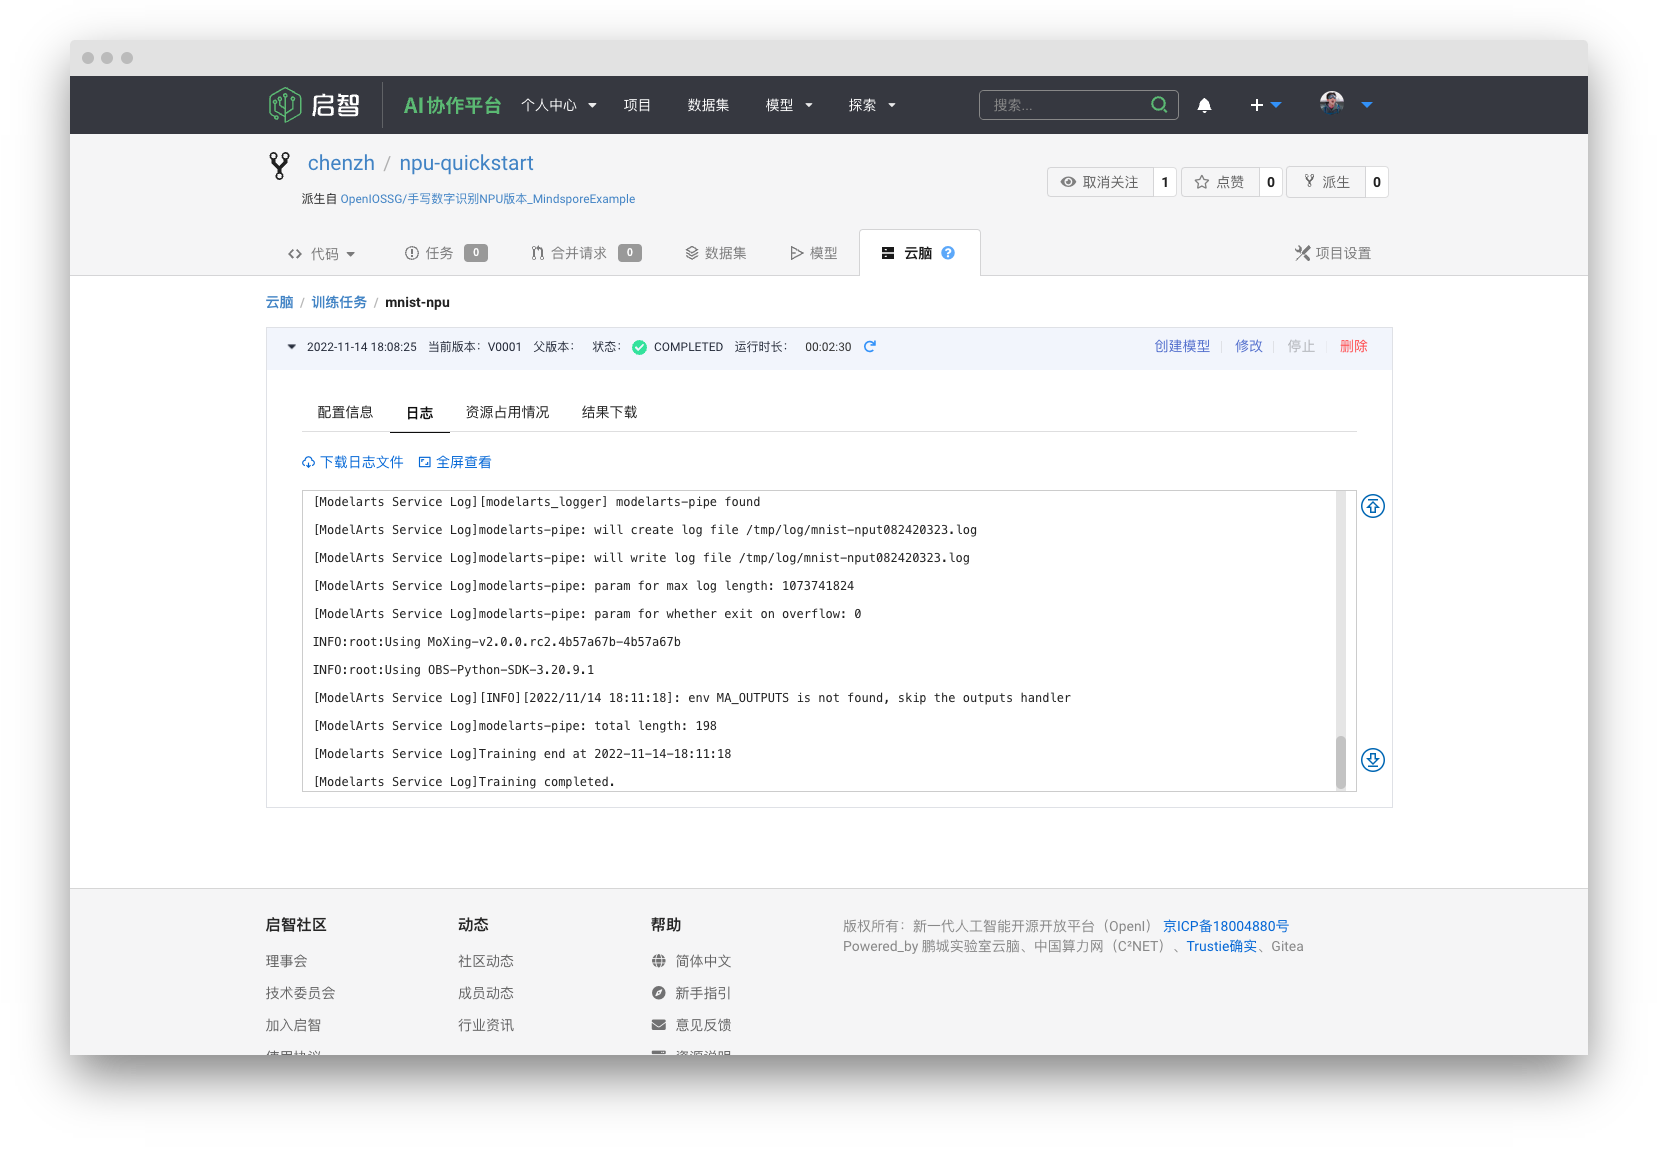 启智 AI协作平台 个人中心 项目 数据集 模型 探索 搜索...
chenzh / npu-quickstart
派生自 OpenIOSSG/手写数字识别NPU版本_MindsporeExample
取消关注 1 点赞 0 派生 0
代码 任务 0 合并请求 0 数据集 模型 云脑 ? 项目设置
云脑 / 训练任务 / mnist-npu
2022-11-14 18:08:25 当前版本: V0001 父版本: 状态: COMPLETED 运行时长: 00:02:30 创建模型 修改 停止 删除
配置信息 日志 资源占用情况 结果下载
下载日志文件 全屏查看
[Modelarts Service Log][modelarts_logger] modelarts-pipe found
[ModelArts Service Log]modelarts-pipe: will create log file /tmp/log/mnist-nput082420323.log
[ModelArts Service Log]modelarts-pipe: will write log file /tmp/log/mnist-nput082420323.log
[ModelArts Service Log]modelarts-pipe: param for max log length: 1073741824
[ModelArts Service Log]modelarts-pipe: param for whether exit on overflow: 0
INFO:root:Using MoXing-v2.0.0.rc2.4b57a67b-4b57a67b
INFO:root:Using OBS-Python-SDK-3.20.9.1
[ModelArts Service Log][INFO][2022/11/14 18:11:18]: env MA_OUTPUTS is not found, skip the outputs handler
[ModelArts Service Log]modelarts-pipe: total length: 198
[Modelarts Service Log]Training end at 2022-11-14-18:11:18
[Modelarts Service Log]Training completed.
启智社区
理事会
技术委员会
加入启智
使用协议
动态
社区动态
成员动态
行业资讯
帮助
简体中文
新手指引
意见反馈
资源说明
版权所有：新一代人工智能开源开放平台（OpenI） 京ICP备18004880号
Powered_by 鹏城实验室云脑、中国算力网（C²NET）、Trustie确实、Gitea